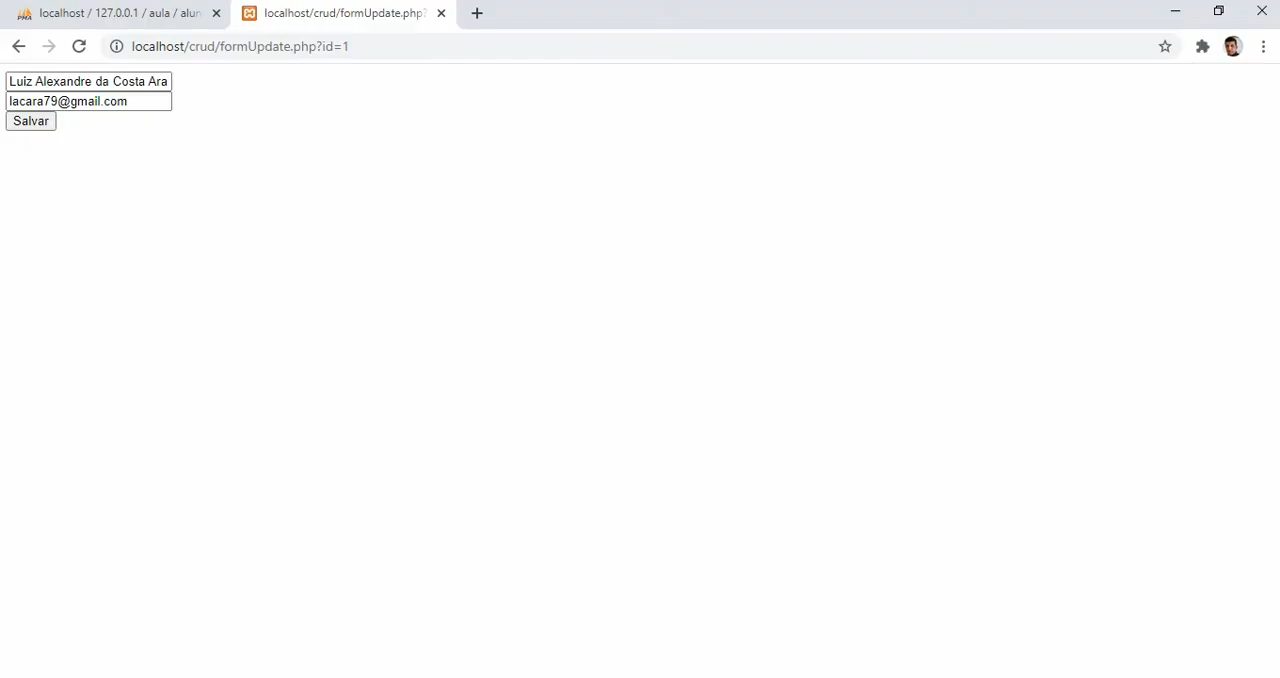 localhost / 127.0.0.1 / aula / alun
localhost/crud/formUpdate.php?
localhost/crud/formUpdate.php?id=1
Luiz Alexandre da Costa Ara
lacara79@gmail.com
Salvar